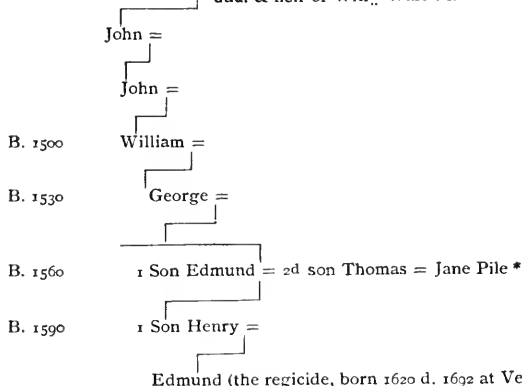 John =
John =
B. 1500 William =
B. 1530 George =
B. 1560 1 Son Edmund = 2d son Thomas = Jane Pile *
B. 1590 1 Son Henry =
Edmund (the regicide, born 1620 d. 1692 at Ve